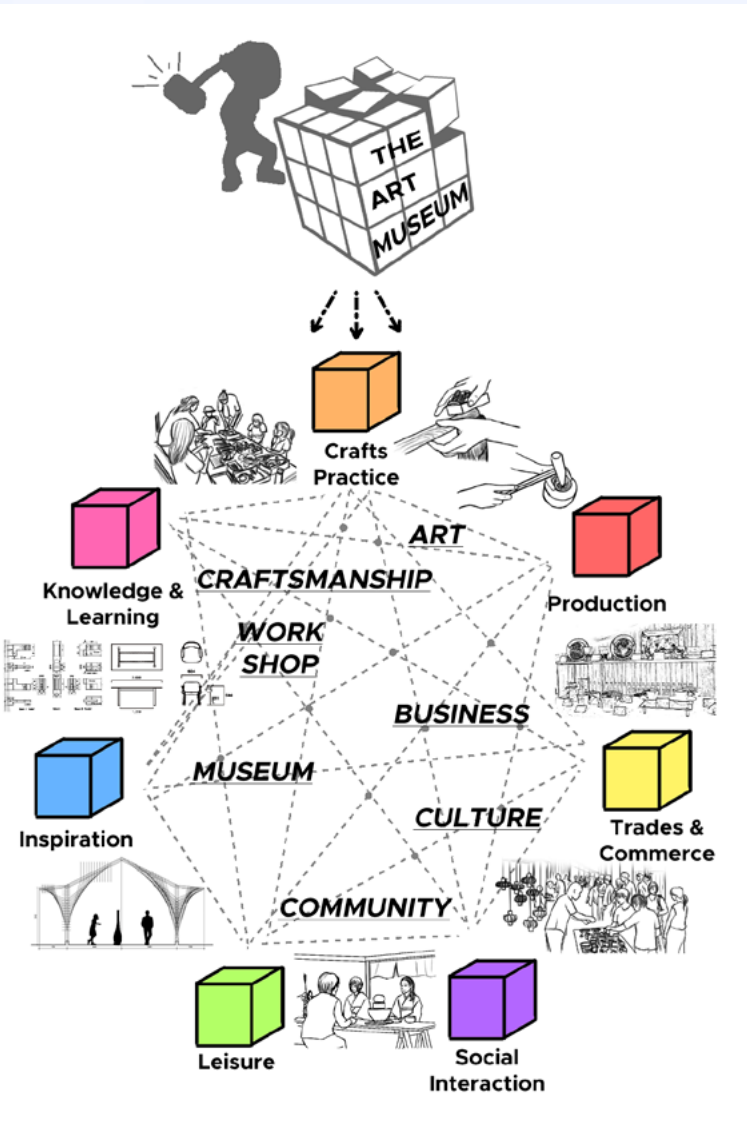 THE
ART
MUSEUM
Crafts
Practice
ART
CRAFTSMANSHIP
Knowledge &
Learning
Production
WORK
SHOP
BUSINESS
MUSEUM
Inspiration
CULTURE
Trades &
Commerce
COMMUNITY
Leisure
Social
Interaction